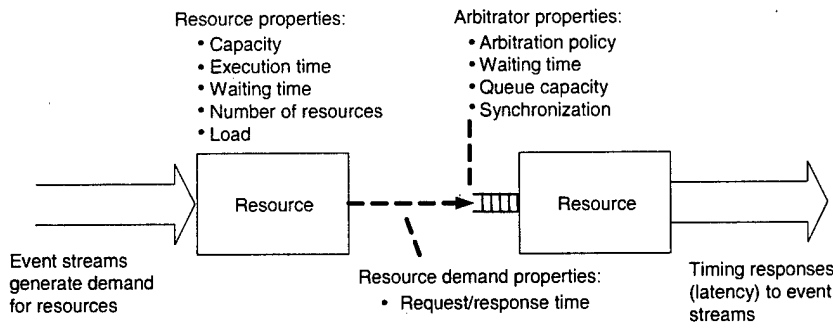 Resource properties:
• Capacity
• Execution time
• Waiting time
• Number of resources
• Load
Arbitrator properties:
• Arbitration policy
• Waiting time
• Queue capacity
• Synchronization
Resource
Resource
Event streams
generate demand
for resources
Resource demand properties:
• Request/response time
Timing responses
(latency) to event
streams